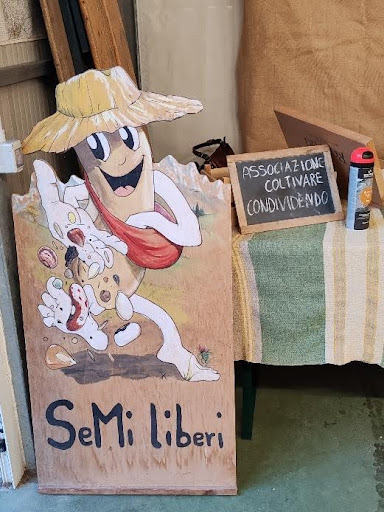 ASSOCIAZIONE
COLTIVARE
CONDIVIDENDO
SeMi liberi